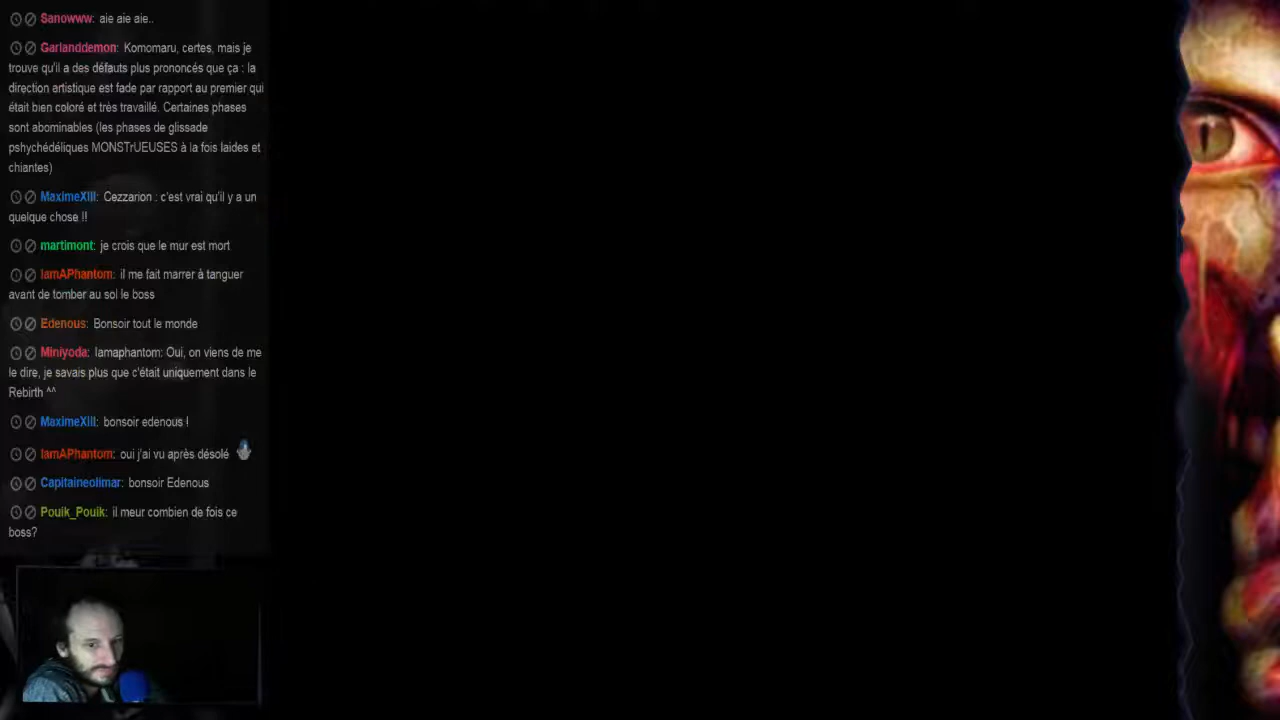 Sanowww: aie aie aie..
Garlanddemon: Komomaru, certes, mais je
trouve qu'il a des défauts plus prononcés que ça : la
direction artistique est fade par rapport au premier qui
était bien coloré et très travaillé. Certaines phases
sont abominables (les phases de glissade
pshychédéliques MONSTrUEUSES à la fois laides et
chiantes)
MaximeXIII: Cezzarion : c'est vrai qu'il y a un
quelque chose !!
martimont: je crois que le mur est mort
IamAPhantom: il me fait marrer à tanguer
avant de tomber au sol le boss
Edenous: Bonsoir tout le monde
Miniyoda: Iamaphantom: Oui, on viens de me
le dire, je savais plus que c'était uniquement dans le
Rebirth ^^
MaximeXIII: bonsoir edenous !
IamAPhantom: oui j'ai vu après désolé
Capitaineolimar: bonsoir Edenous
Pouik_Pouik: il meur combien de fois ce
boss?